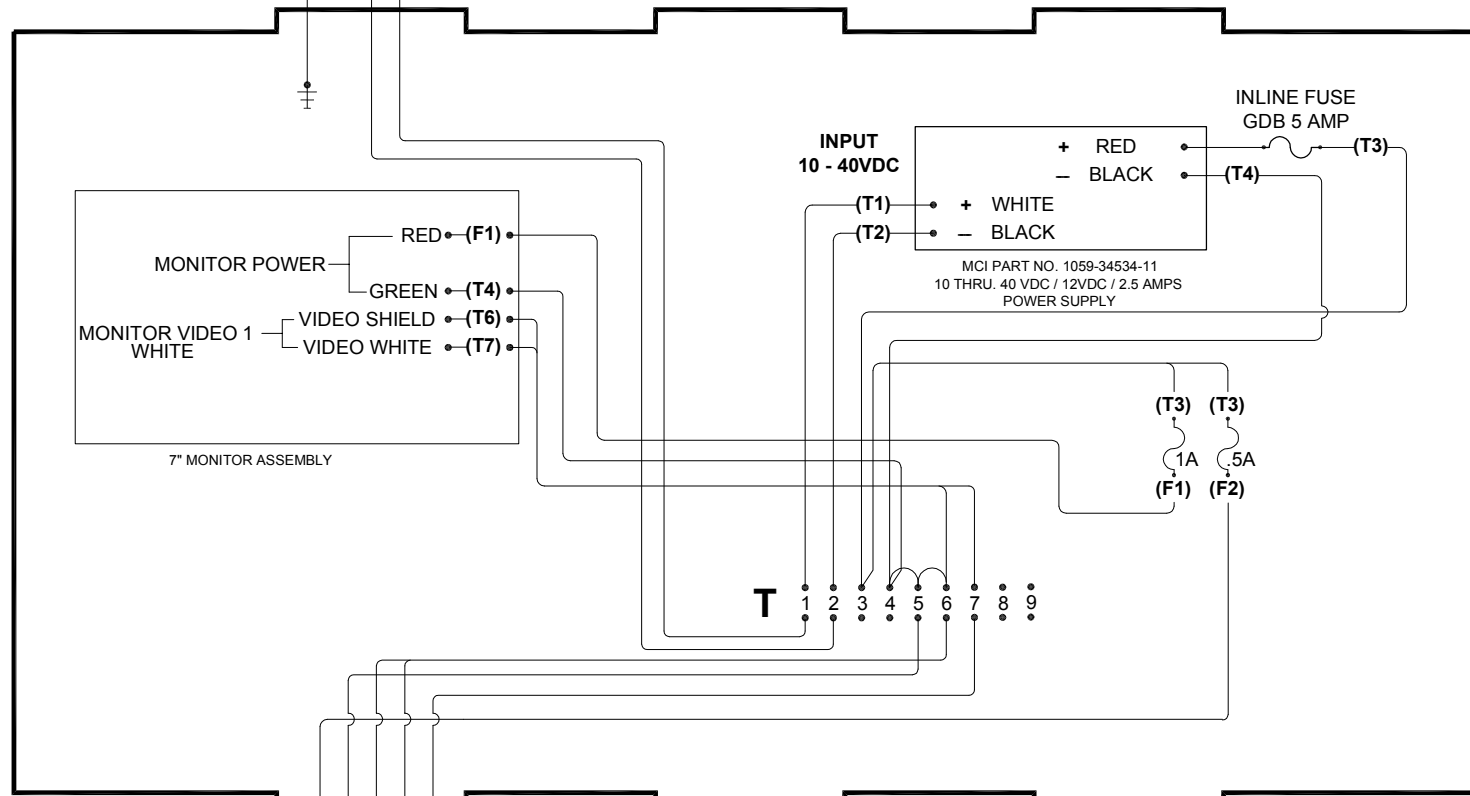 INLINE FUSE
GDB 5 AMP
INPUT
10 - 40VDC
+ RED
(T3)
— BLACK
(T4)
(T1)
+ WHITE
(T2)
— BLACK
MCI PART NO. 1059-34534-11
10 THRU. 40 VDC / 12VDC / 2.5 AMPS
POWER SUPPLY
RED
(F1)
MONITOR POWER
GREEN
(T4)
VIDEO SHIELD
(T6)
MONITOR VIDEO 1
WHITE
VIDEO WHITE
(T7)
7" MONITOR ASSEMBLY
(T3)
(T3)
1A
.5A
(F1)
(F2)
T 1 2 3 4 5 6 7 8 9